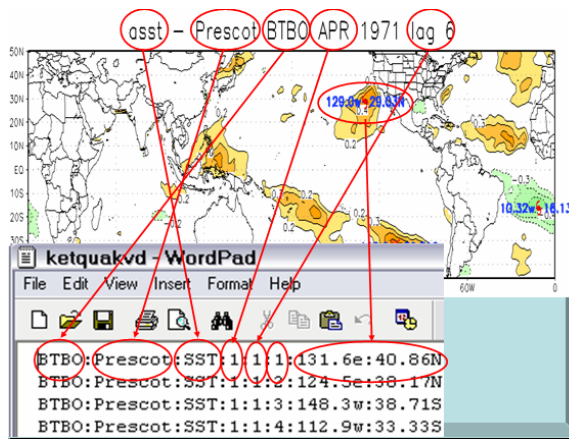 asst - Prescot BTBO APR 1971 lag 6
50N
40N
30N
20N
10N
EQ
10S
20S
30S
129.0w 29.03N
10.32w 16.13
0.2
60W
0
ketquakvd - WordPad
File Edit View Insert Format Help
BTBO:Prescot:SST:1:1:1:131.6e:40.86N
BTBO:Prescot:SST:1:1:2:124.5e:38.17N
BTBO:Prescot:SST:1:1:3:148.3w:38.71S
BTBO:Prescot:SST:1:1:4:112.9w:33.33S